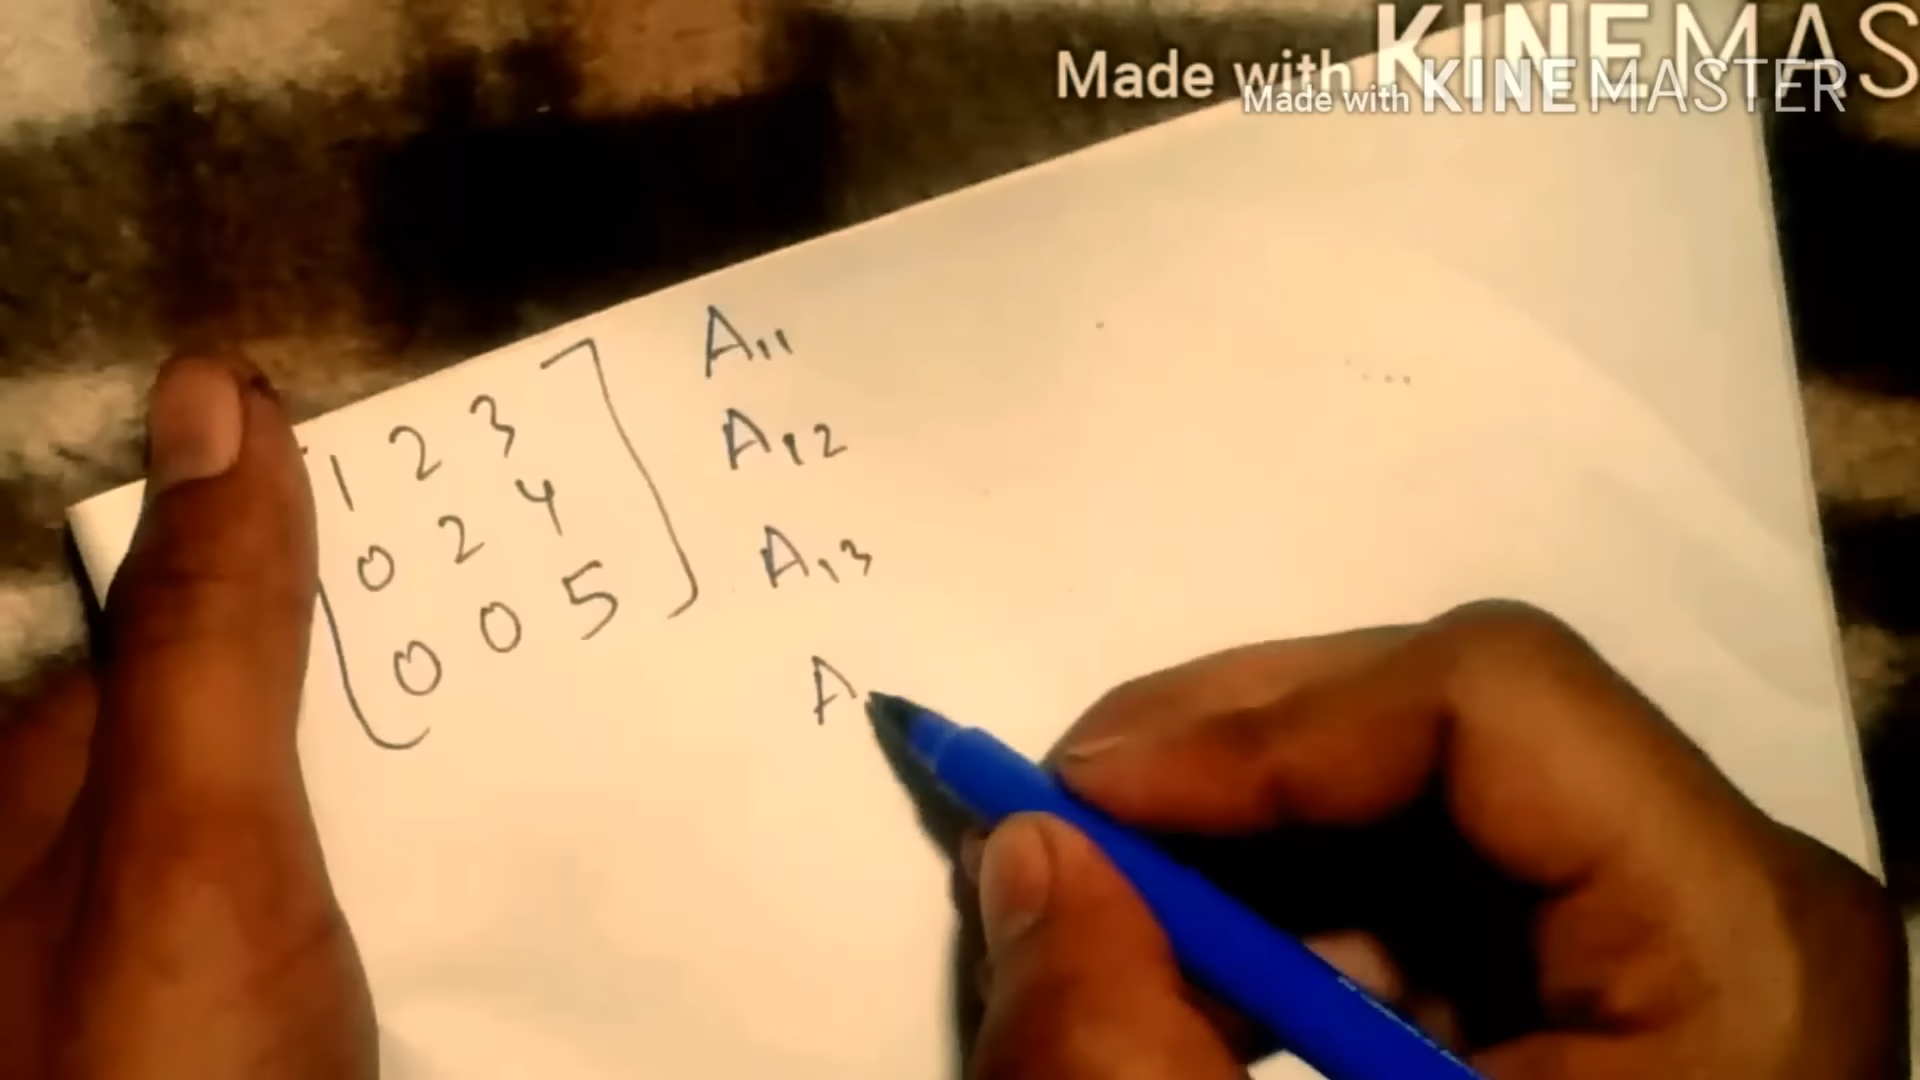 Made with KINEMAS
Made with KINEMASTER
1 2 3
0 2 4
0 0 5
A11
A12
A13
A